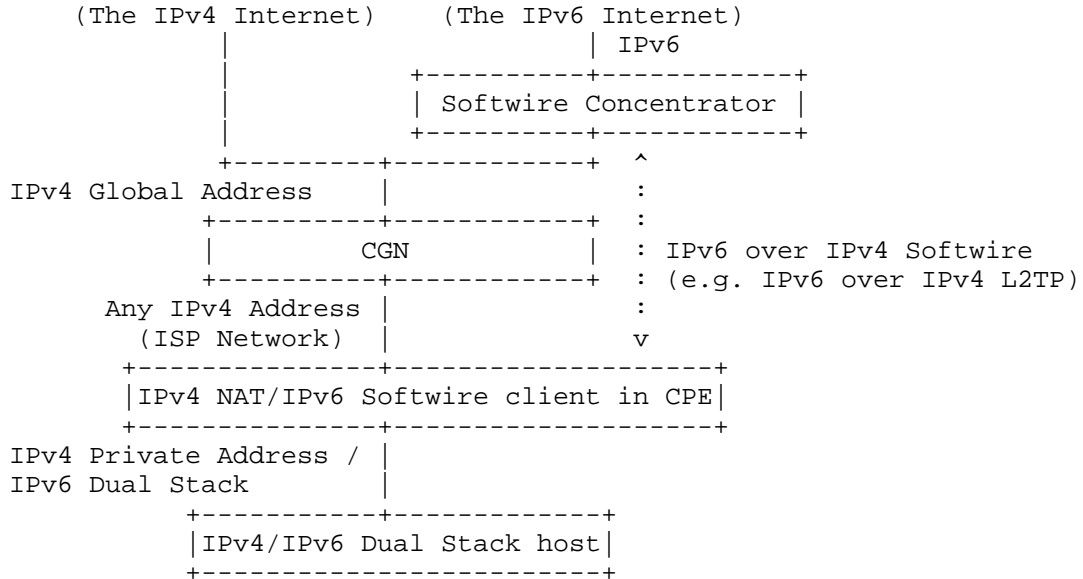 (The IPv4 Internet) (The IPv6 Internet)
IPv6
Softwire Concentrator
IPv4 Global Address
CGN
IPv6 over IPv4 Softwire
(e.g. IPv6 over IPv4 L2TP)
Any IPv4 Address
(ISP Network)
IPv4 NAT/IPv6 Softwire client in CPE
IPv4 Private Address /
IPv6 Dual Stack
IPv4/IPv6 Dual Stack host